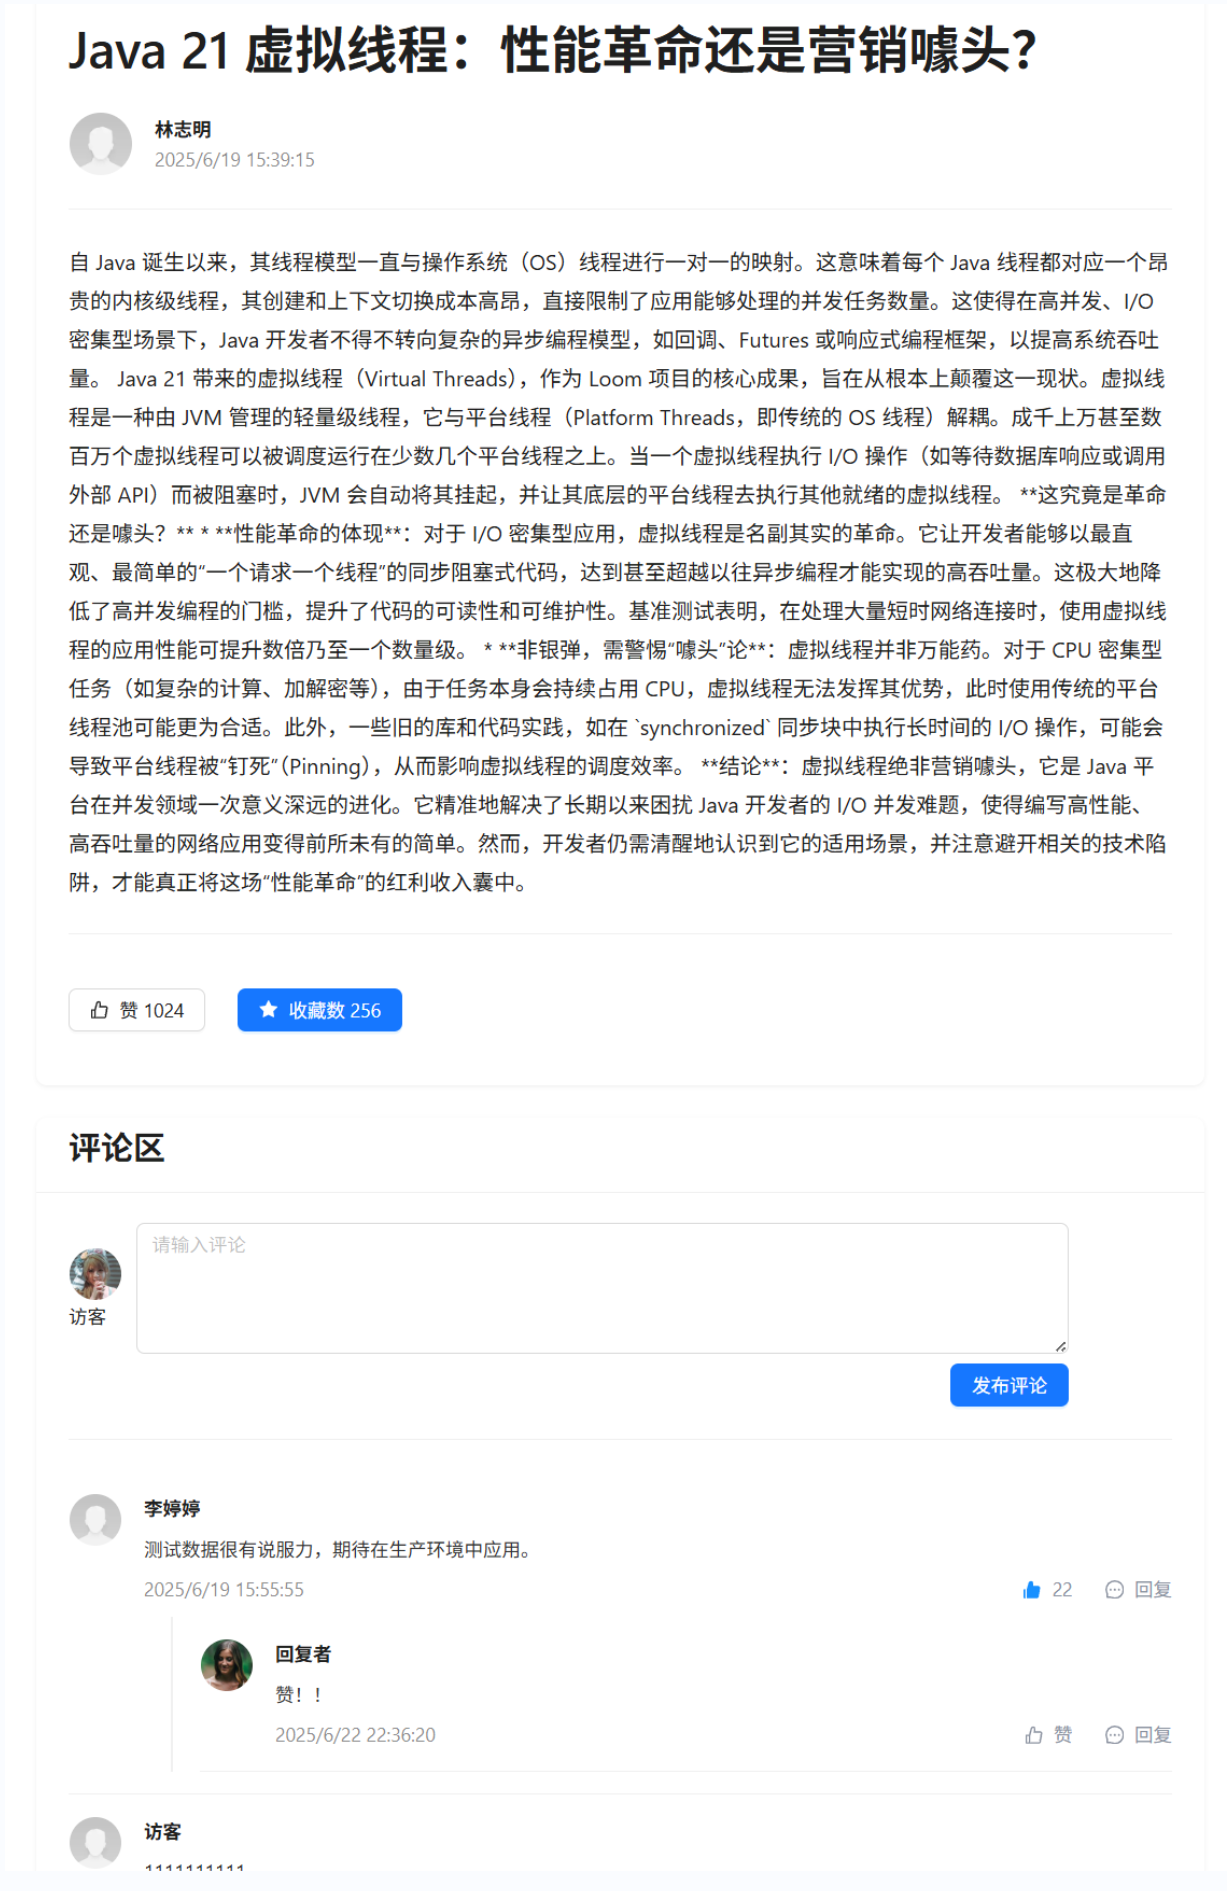 Java 21 虚拟线程：性能革命还是营销噱头？
林志明
2025/6/19 15:39:15
自 Java 诞生以来，其线程模型一直与操作系统（OS）线程进行一对一的映射。这意味着每个 Java 线程都对应一个昂
贵的内核级线程，其创建和上下文切换成本高昂，直接限制了应用能够处理的并发任务数量。这使得在高并发、I/O
密集型场景下，Java 开发者不得不转向复杂的异步编程模型，如回调、Futures 或响应式编程框架，以提高系统吞吐
量。 Java 21 带来的虚拟线程（Virtual Threads），作为 Loom 项目的核心成果，旨在从根本上颠覆这一现状。虚拟线
程是一种由 JVM 管理的轻量级线程，它与平台线程（Platform Threads，即传统的 OS 线程）解耦。成千上万甚至数
百万个虚拟线程可以被调度运行在少数几个平台线程之上。当一个虚拟线程执行 I/O 操作（如等待数据库响应或调用
外部 API）而被阻塞时，JVM 会自动将其挂起，并让其底层的平台线程去执行其他就绪的虚拟线程。 **这究竟是革命
还是噱头？** * **性能革命的体现**：对于 I/O 密集型应用，虚拟线程是名副其实的革命。它让开发者能够以最直
观、最简单的“一个请求一个线程”的同步阻塞式代码，达到甚至超越以往异步编程才能实现的高吞吐量。这极大地降
低了高并发编程的门槛，提升了代码的可读性和可维护性。基准测试表明，在处理大量短时网络连接时，使用虚拟线
程的应用性能可提升数倍乃至一个数量级。 * **非银弹，需警惕“噱头”论**：虚拟线程并非万能药。对于 CPU 密集型
任务（如复杂的计算、加解密等），由于任务本身会持续占用 CPU，虚拟线程无法发挥其优势，此时使用传统的平台
线程池可能更为合适。此外，一些旧的库和代码实践，如在 `synchronized` 同步块中执行长时间的 I/O 操作，可能会
导致平台线程被“钉死”（Pinning），从而影响虚拟线程的调度效率。 **结论**：虚拟线程绝非营销噱头，它是 Java 平
台在并发领域一次意义深远的进化。它精准地解决了长期以来困扰 Java 开发者的 I/O 并发难题，使得编写高性能、
高吞吐量的网络应用变得前所未有的简单。然而，开发者仍需清醒地认识到它的适用场景，并注意避开相关的技术陷
阱，才能真正将这场“性能革命”的红利收入囊中。
赞 1024
收藏数 256
评论区
请输入评论
访客
发布评论
李婷婷
测试数据很有说服力，期待在生产环境中应用。
2025/6/19 15:55:55
22
回复
回复者
赞！！
2025/6/22 22:36:20
赞
回复
访客
1111111111